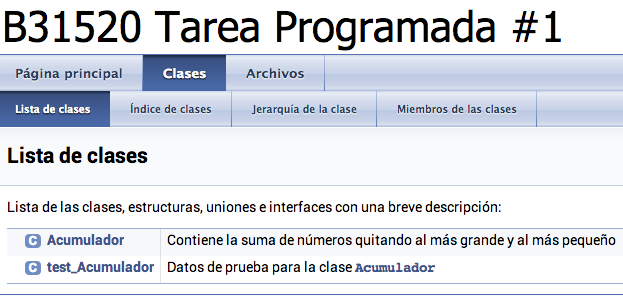 B31520 Tarea Programada #1
Página principal Clases Archivos
Lista de clases Índice de clases Jerarquía de la clase Miembros de las clases
Lista de clases
Lista de las clases, estructuras, uniones e interfaces con una breve descripción:
C Acumulador Contiene la suma de números quitando al más grande y al más pequeño
C test_Acumulador Datos de prueba para la clase Acumulador